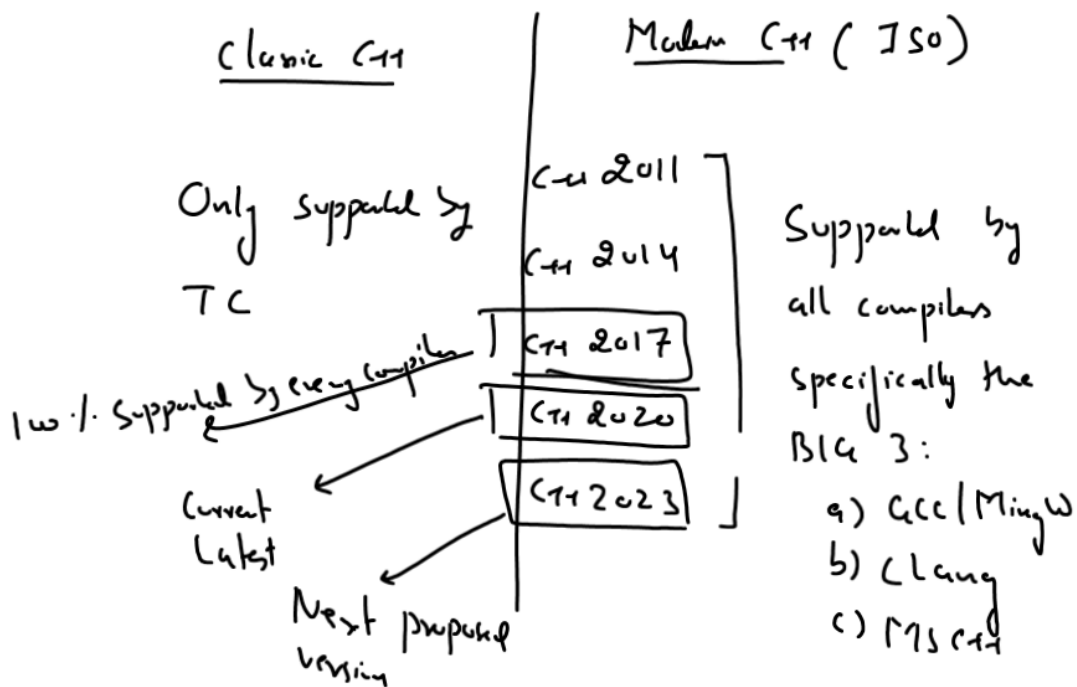 Classic C++
Only supported by
TC
100 % Supported by every compiler
Current
Latest
Next proposed
version
Modern C++ ( ISO )
C++ 2011
C++ 2014
C++ 2017
C++ 2020
C++ 2023
Supported by
all compilers
specifically the
BIG 3:
a) GCC/MingW
b) CLang
c) MS C++